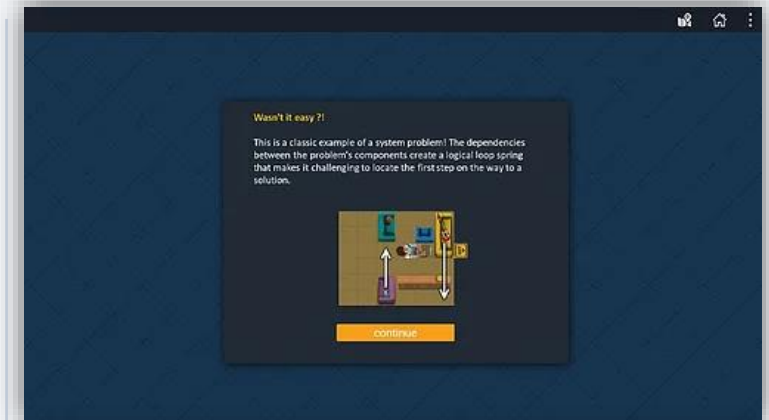 Wasn't it easy ?!
This is a classic example of a system problem! The dependencies
between the problem's components create a logical loop spring
that makes it challenging to locate the first step on the way to a
solution.
continue